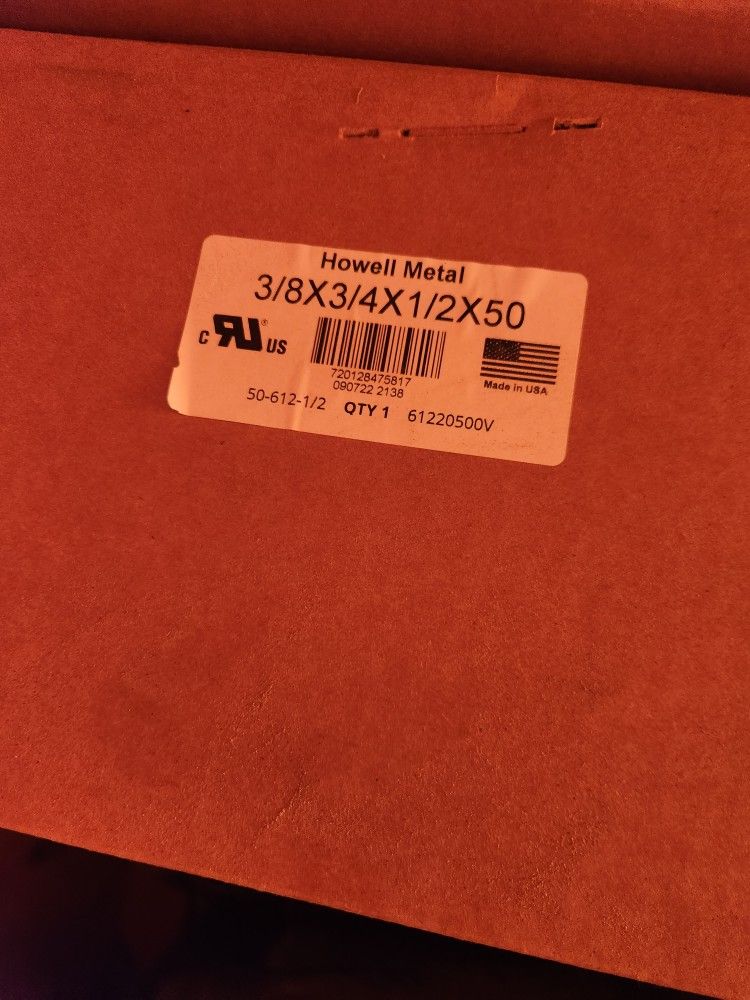 Howell Metal
3/8X3/4X1/2X50
c RU® US
720128475817
090722 2138
Made in USA
50-612-1/2 QTY 1 61220500V